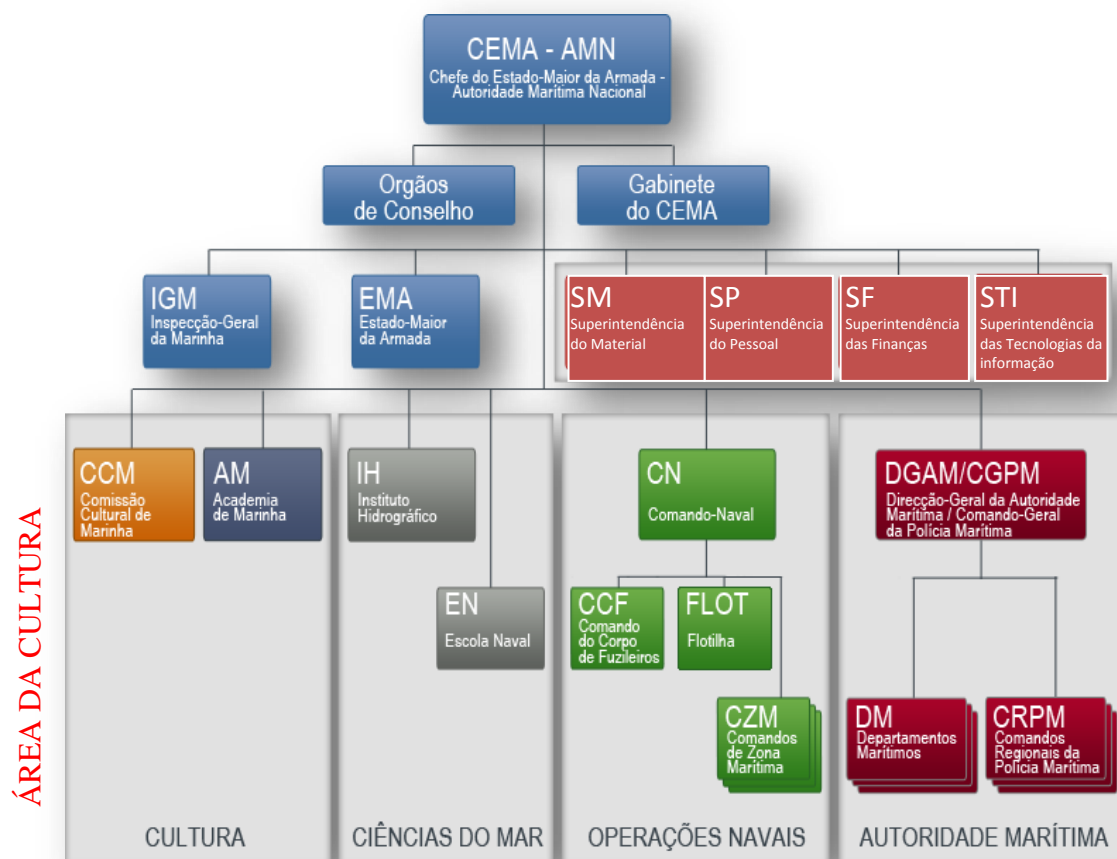 CEMA - AMN
Chefe do Estado-Maior da Armada -
Autoridade Marítima Nacional
Orgãos
de Conselho
Gabinete
do CEMA
IGM
Inspecção-Geral
da Marinha
EMA
Estado-Maior
da Armada
SM
Superintendência
do Material
SP
Superintendência
do Pessoal
SF
Superintendência
das Finanças
STI
Superintendência
das Tecnologias da
informação
CCM
Comissão
Cultural de
Marinha
AM
Academia
de Marinha
IH
Instituto
Hidrográfico
EN
Escola Naval
CN
Comando-Naval
CCF
Comando
do Corpo
de Fuzileiros
FLOT
Flotilha
CZM
Comandos
de Zona
Marítima
DGAM/CGPM
Direcção-Geral da Autoridade
Marítima / Comando-Geral
da Polícia Marítima
DM
Departamentos
Marítimos
CRPM
Comandos
Regionais da
Polícia Marítima
CULTURA
CIÊNCIAS DO MAR
OPERAÇÕES NAVAIS
AUTORIDADE MARÍTIMA
ÁREA DA CULTURA